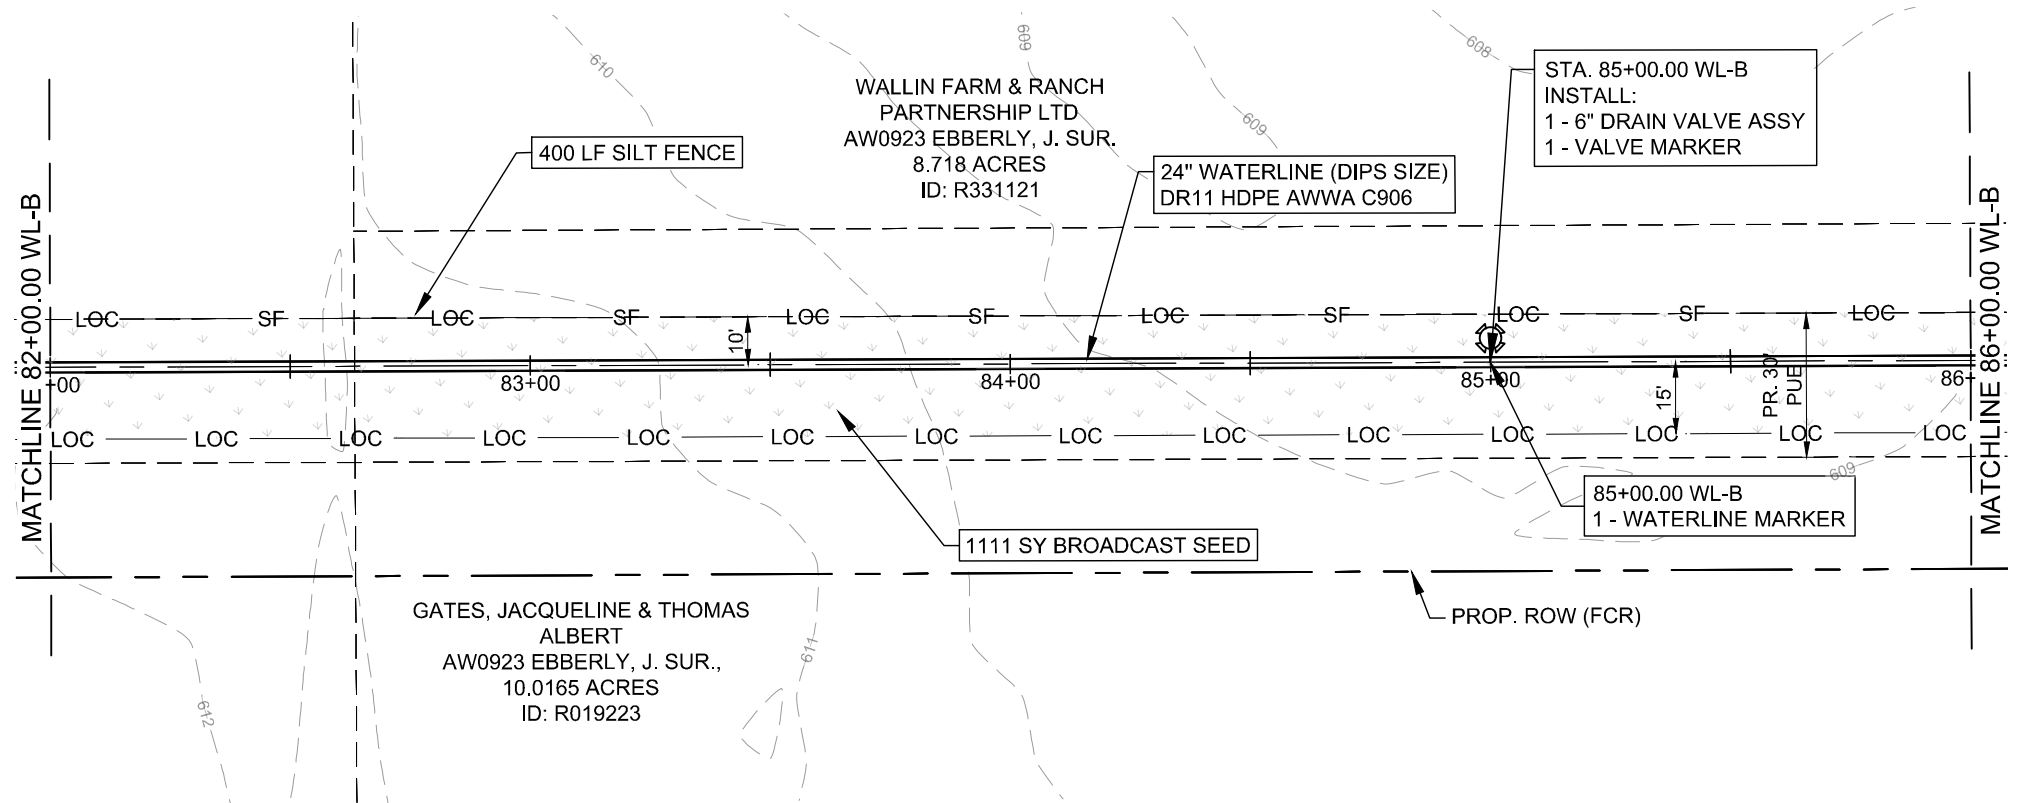 610
609
608
WALLIN FARM & RANCH
PARTNERSHIP LTD
AW0923 EBBERLY, J. SUR.
8.718 ACRES
ID: R331121
STA. 85+00.00 WL-B
INSTALL:
1 - 6" DRAIN VALVE ASSY
1 - VALVE MARKER
609
400 LF SILT FENCE
24" WATERLINE (DIPS SIZE)
DR11 HDPE AWWA C906
MATCHLINE 82+00.00 WL-B
MATCHLINE 86+00.00 WL-B
LOC SF LOC SF LOC SF LOC SF LOC SF LOC
10'
+00 83+00 84+00 85+00 86+
15'
PR. 30'
PUE
LOC LOC LOC LOC LOC LOC LOC LOC LOC LOC LOC LOC LOC LOC
609
85+00.00 WL-B
1 - WATERLINE MARKER
1111 SY BROADCAST SEED
GATES, JACQUELINE & THOMAS
ALBERT
AW0923 EBBERLY, J. SUR.,
10.0165 ACRES
ID: R019223
PROP. ROW (FCR)
611
612